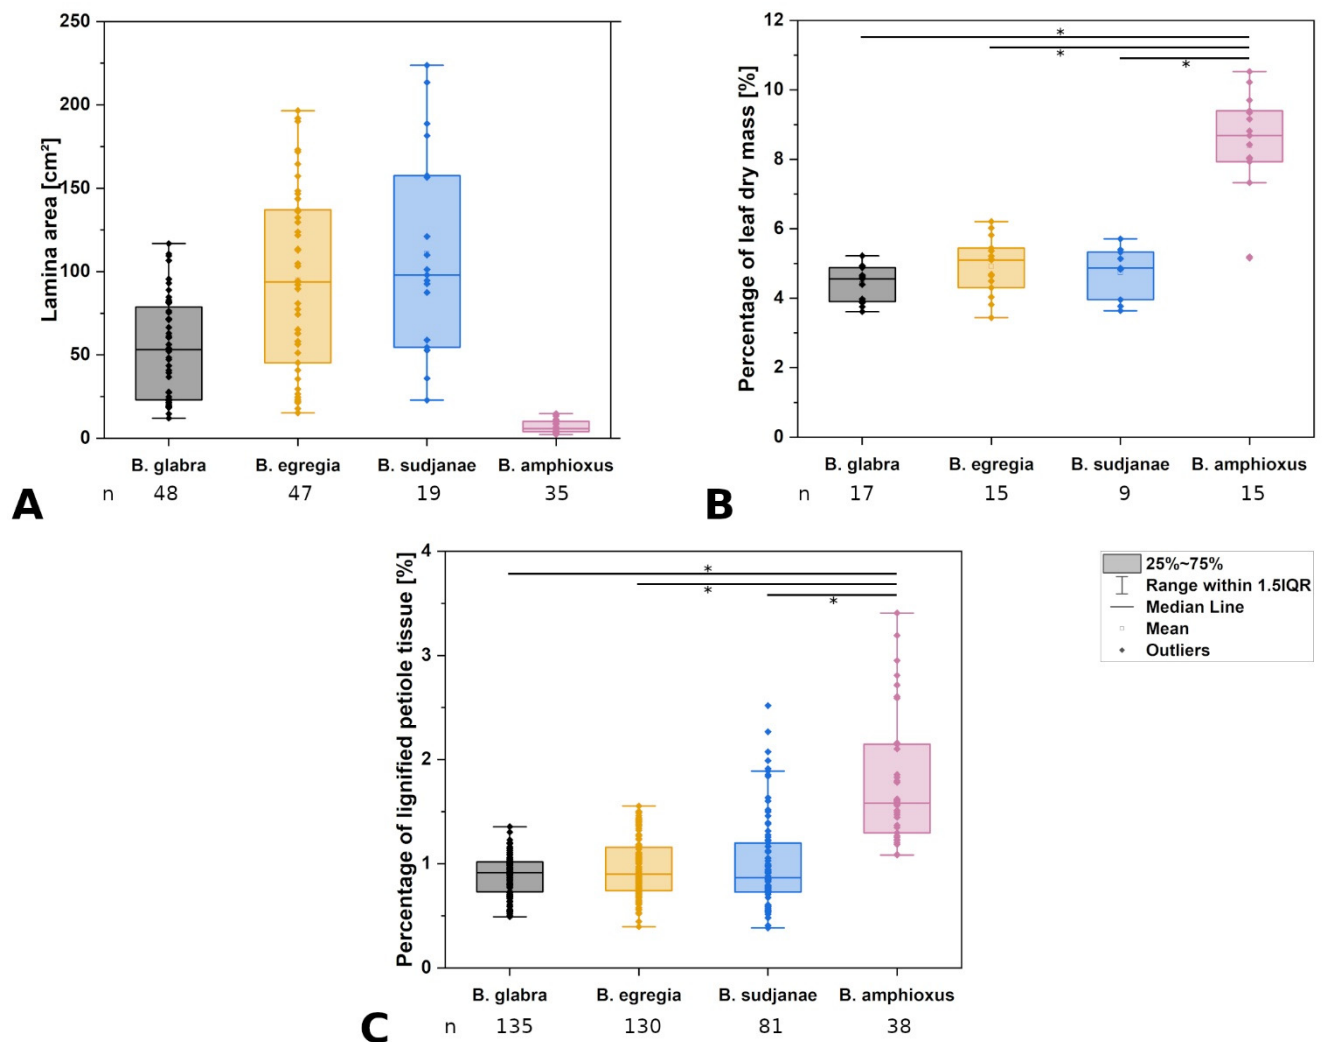 250
200
150
100
50
0
Lamina area [cm²]
B. glabra B. egregia B. sudjanae B. amphioxus
n 48 47 19 35
A
12
10
8
6
4
2
0
Percentage of leaf dry mass [%]
*
*
*
B. glabra B. egregia B. sudjanae B. amphioxus
n 17 15 9 15
B
4
3
2
1
0
Percentage of lignified petiole tissue [%]
*
*
*
B. glabra B. egregia B. sudjanae B. amphioxus
n 135 130 81 38
C
25%~75%
Range within 1.5IQR
Median Line
Mean
Outliers